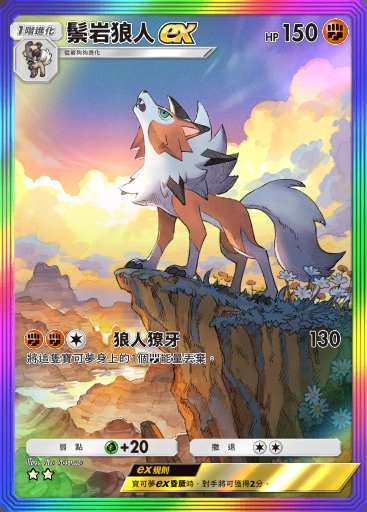 1階進化
鬃岩狼人 ex
HP 150
從岩狗狗進化
狼人獠牙 130
將這隻寶可夢身上的1個能量丟棄。
弱點 +20 撤退
ex規則
寶可夢ex昏厥時，對手將可獲得2分。